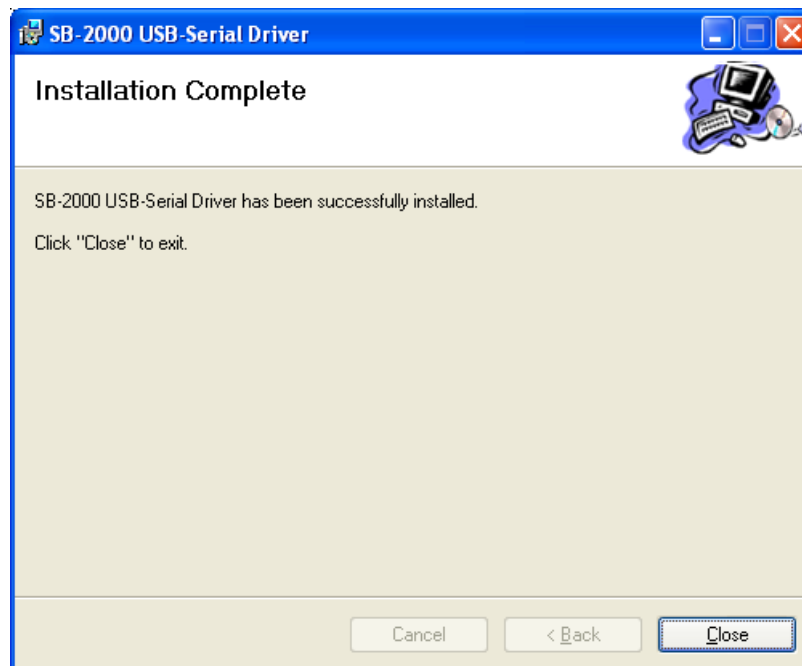 SB-2000 USB-Serial Driver
Installation Complete
SB-2000 USB-Serial Driver has been successfully installed.
Click "Close" to exit.
Cancel
< Back
Close